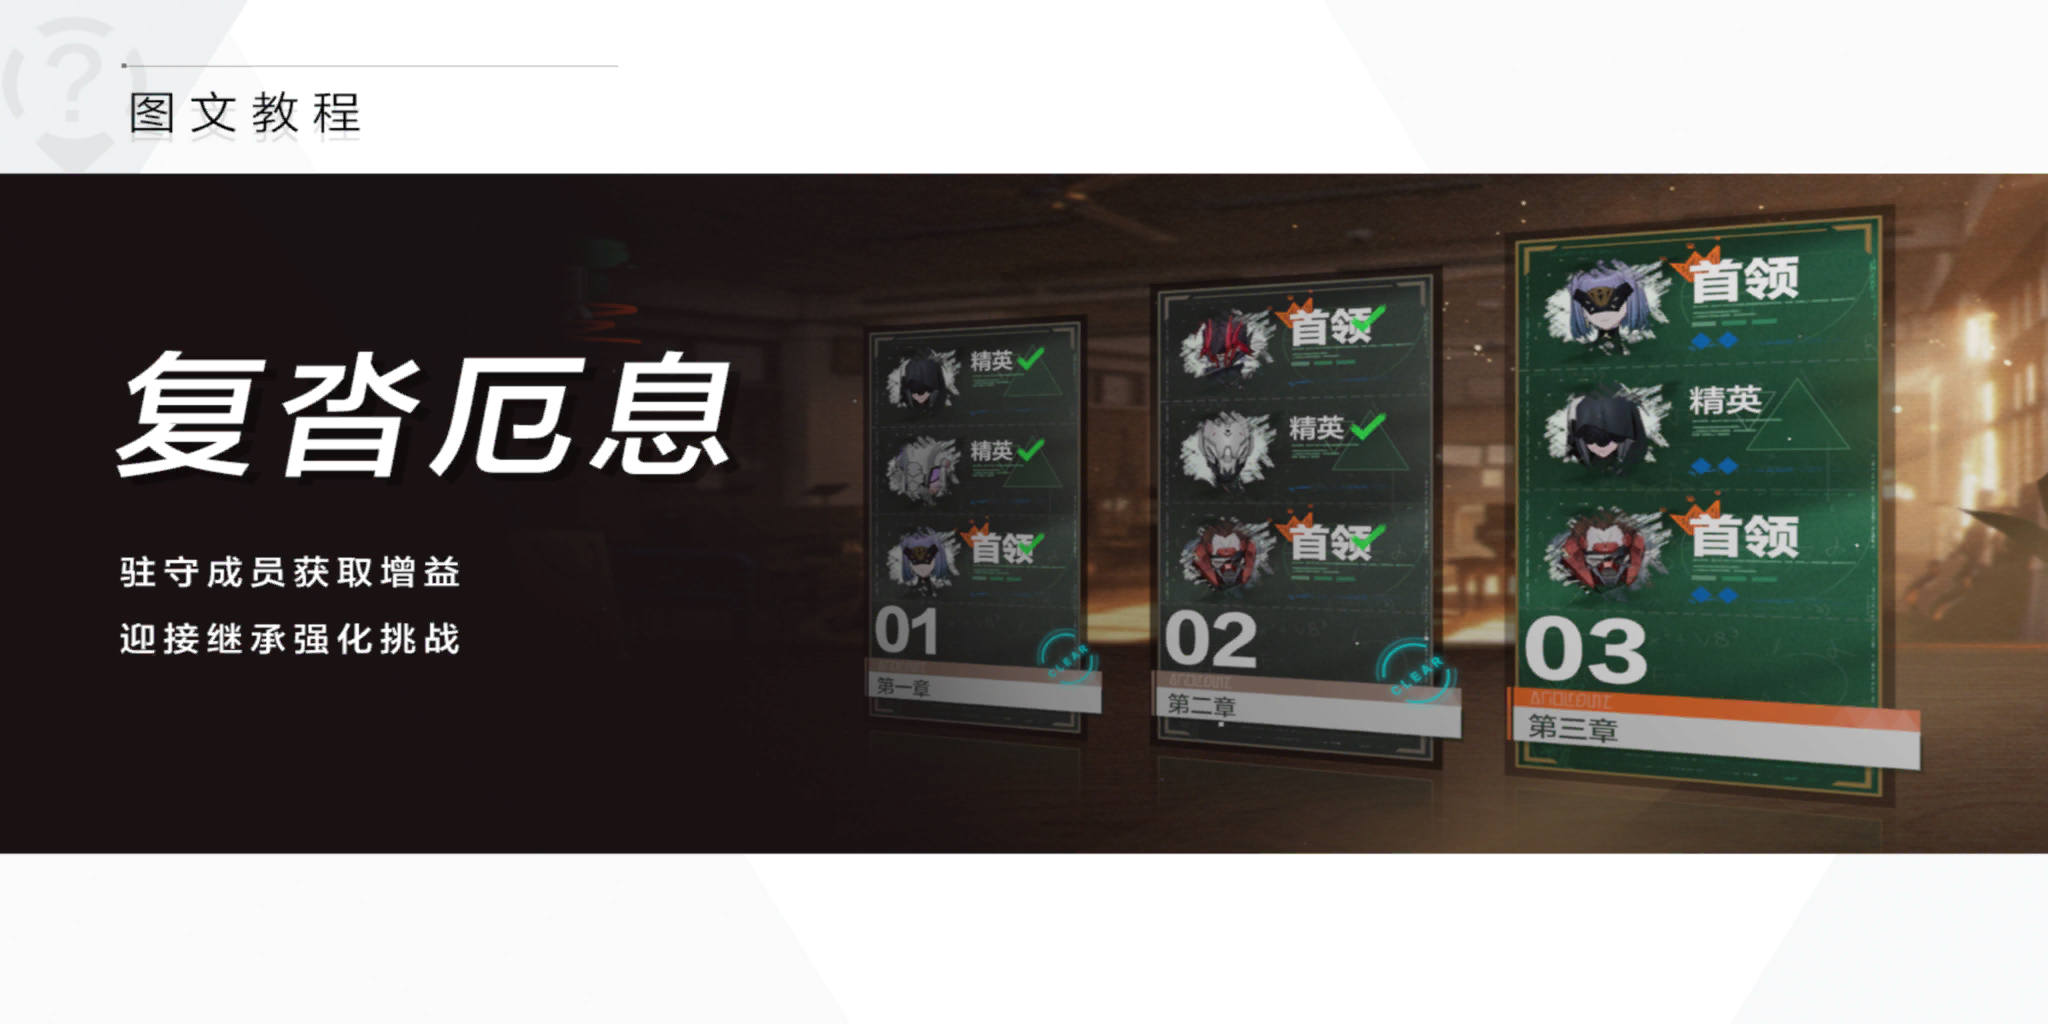 图文教程
复沓厄息
驻守成员获取增益
迎接继承强化挑战
精英
精英
首领
01
CLEAR
第一章
首领
精英
首领
02
CLEAR
第二章
首领
精英
首领
03
第三章